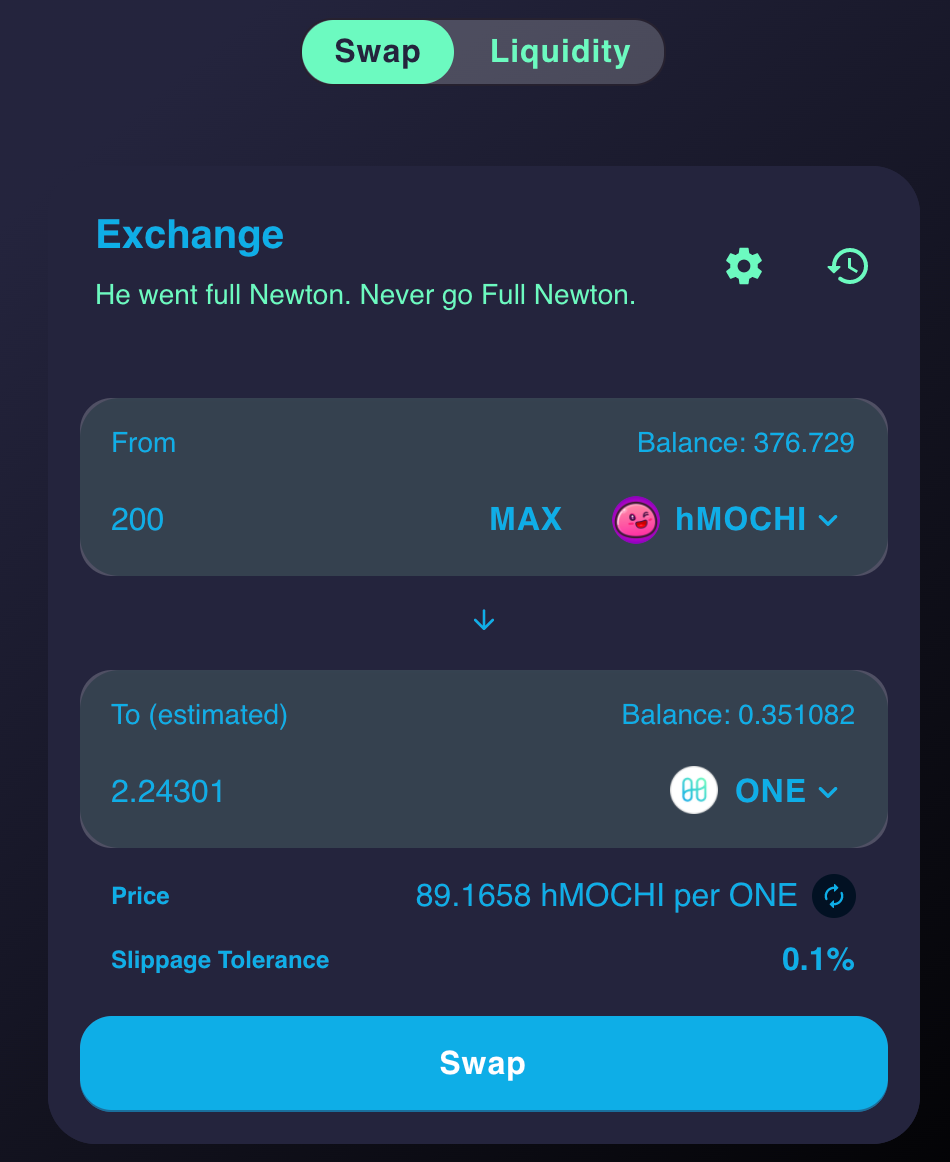 Swap Liquidity
Exchange
He went full Newton. Never go Full Newton.
From Balance: 376.729
200 MAX hMOCHI
To (estimated) Balance: 0.351082
2.24301 ONE
Price 89.1658 hMOCHI per ONE
Slippage Tolerance 0.1%
Swap